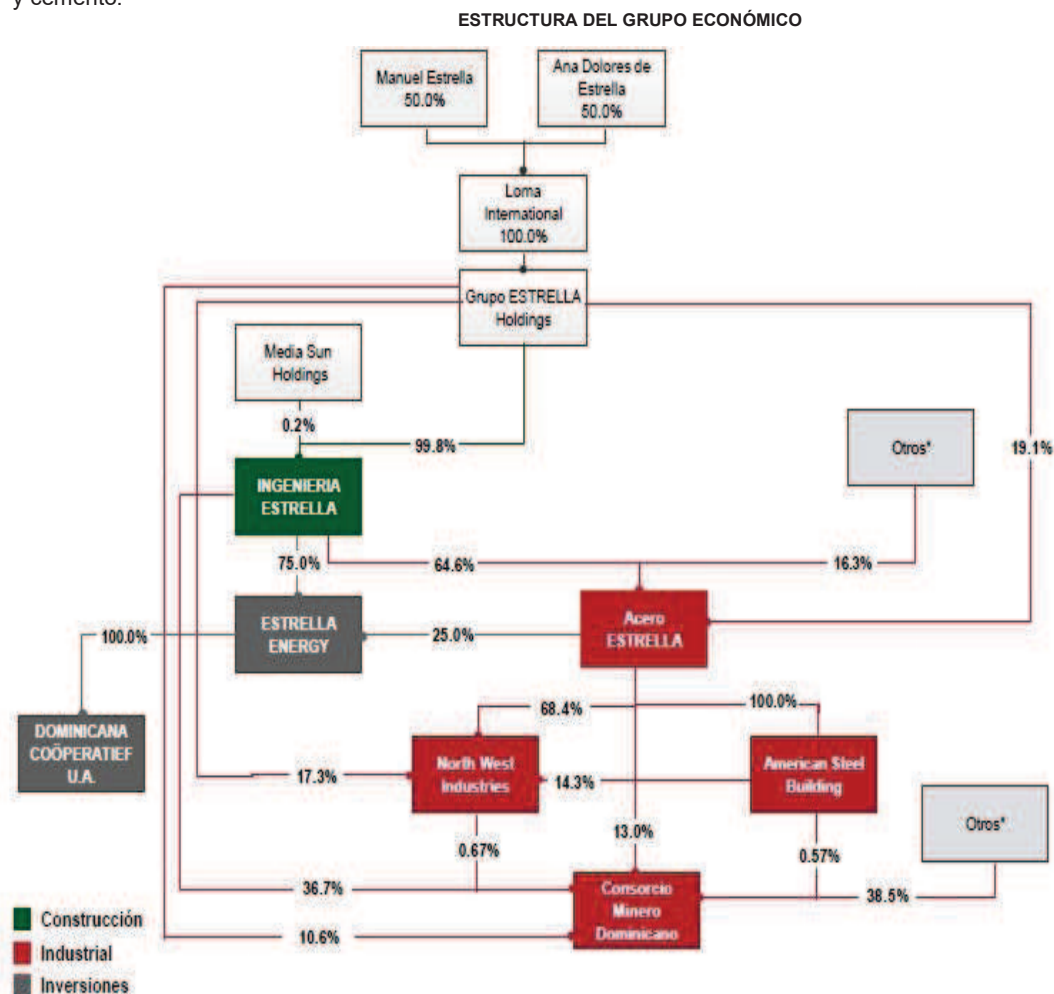 y cemento.
ESTRUCTURA DEL GRUPO ECONÓMICO
Manuel Estrella
50.0%
Ana Dolores de
Estrella
50.0%
Loma
International
100.0%
Grupo ESTRELLA
Holdings
Media Sun
Holdings
0.2%
99.8%
Otros*
19.1%
INGENIERIA
ESTRELLA
75.0%
64.6%
16.3%
ESTRELLA
ENERGY
Acero
ESTRELLA
100.0%
25.0%
DOMINICANA
COÖPERATIEF
U.A.
68.4%
100.0%
North West
Industries
American Steel
Building
17.3%
14.3%
Otros*
13.0%
0.67%
0.57%
36.7%
Consorcio
Minero
Dominicano
38.5%
10.6%
Construcción
Industrial
Inversiones